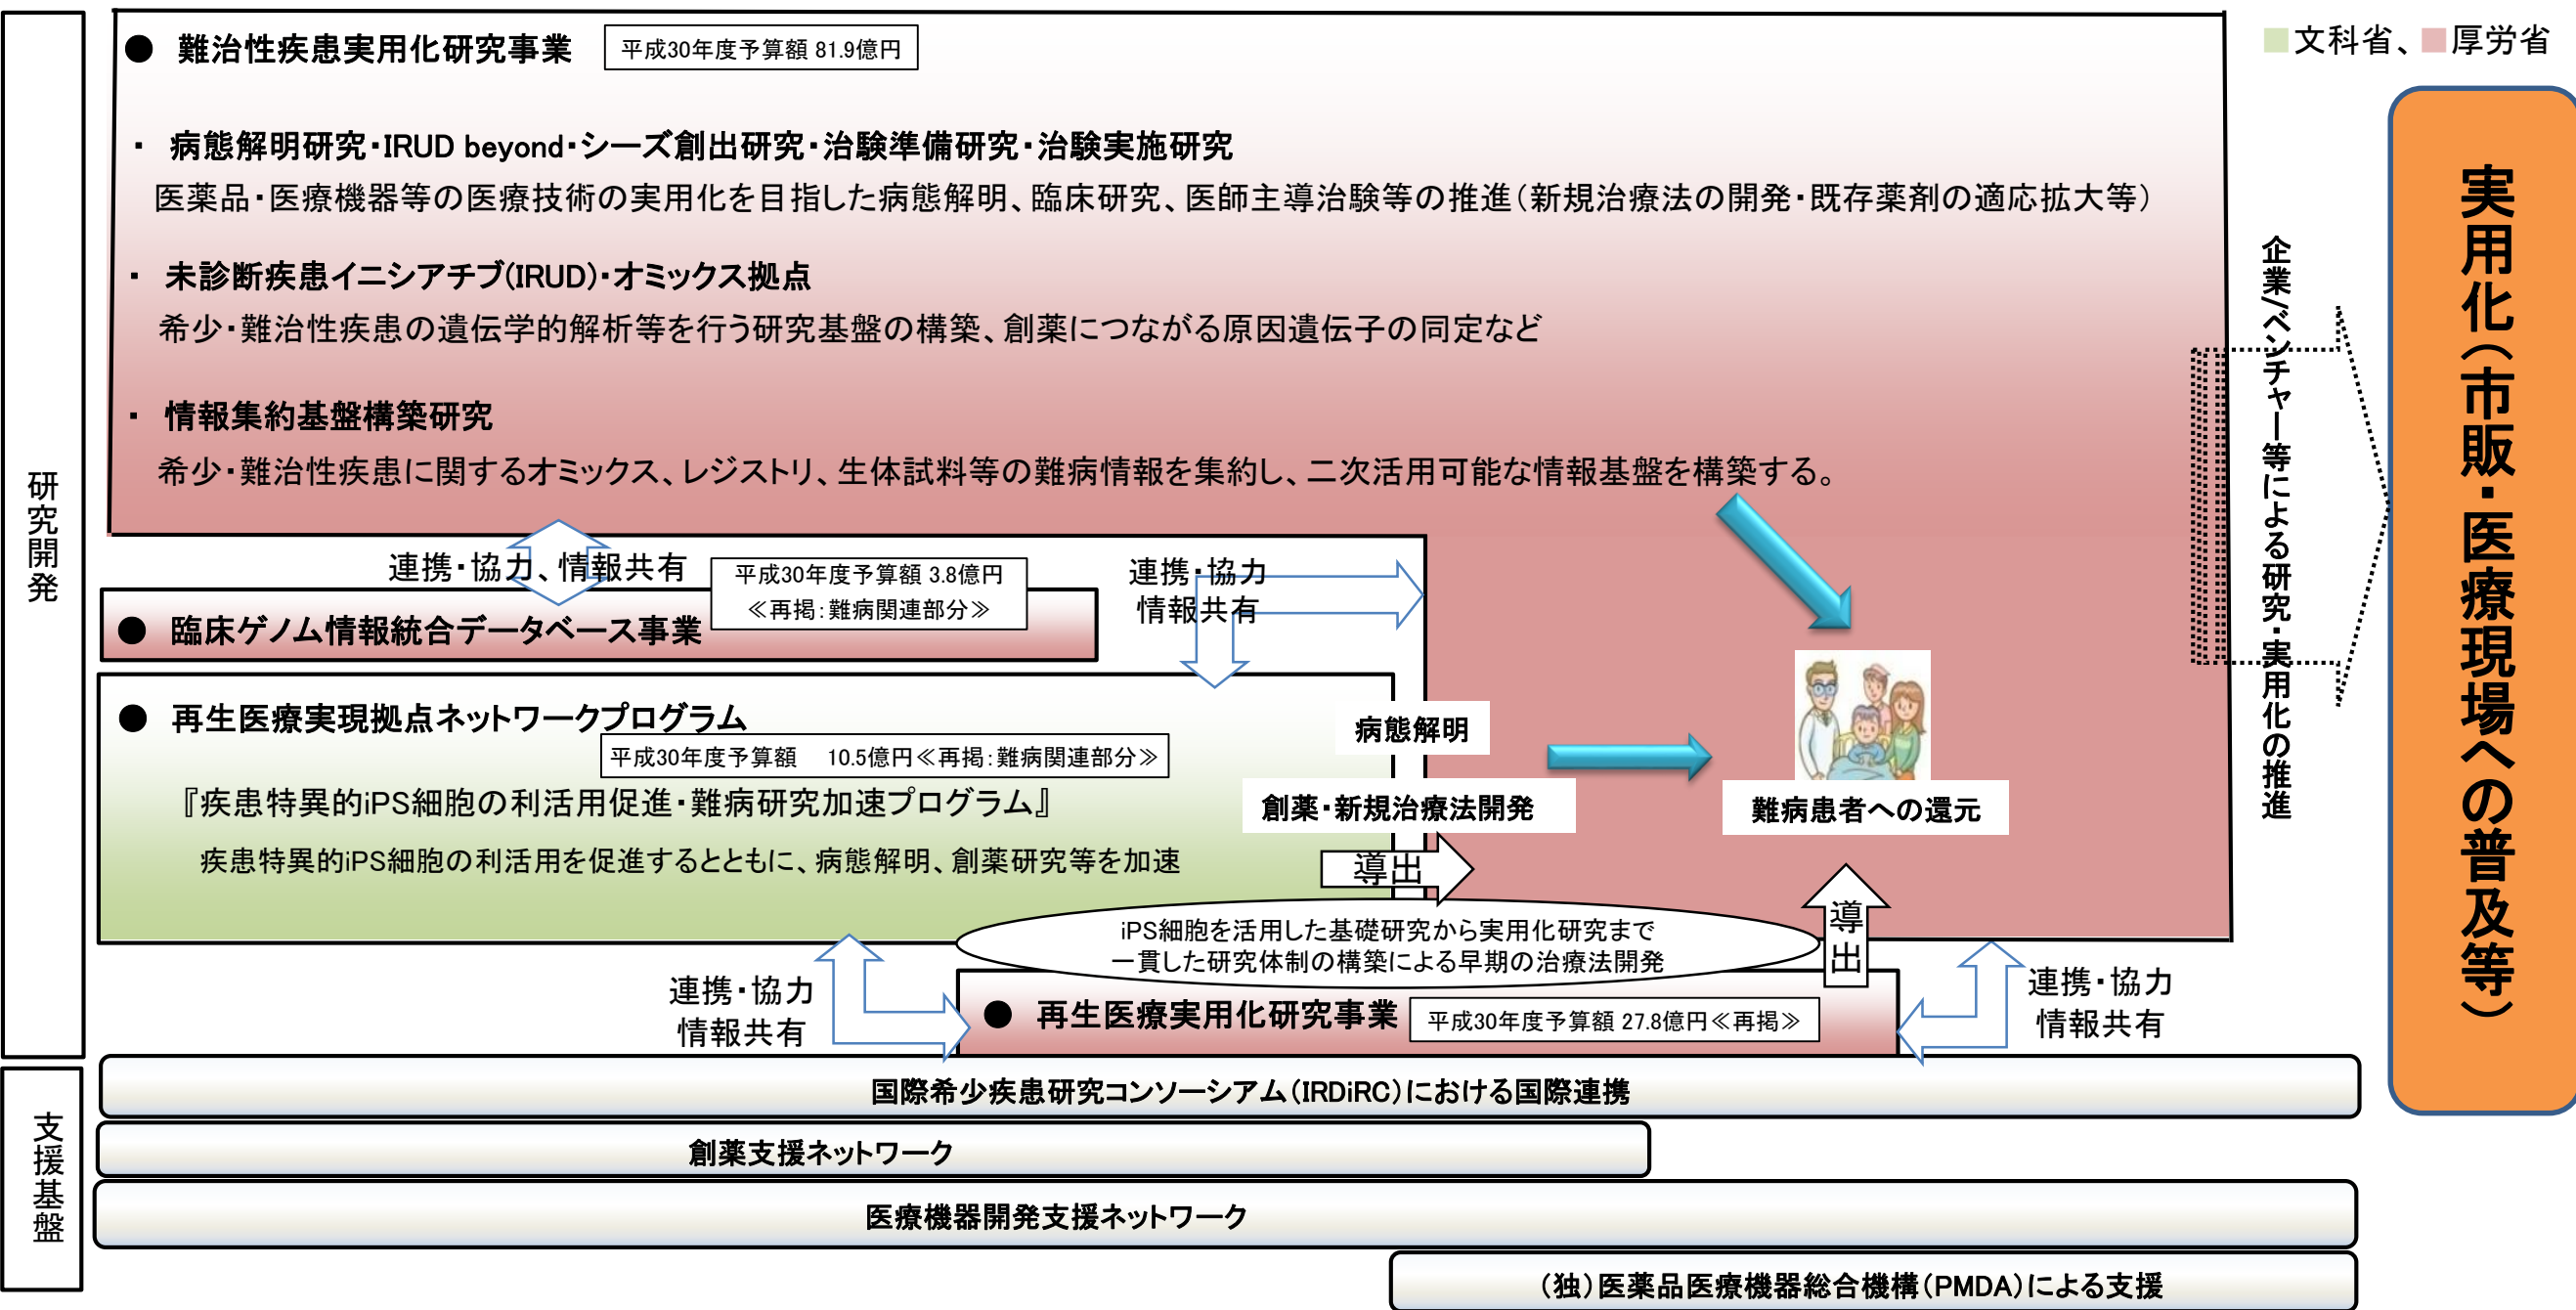 文科省、厚労省
研究開発
● 難治性疾患実用化研究事業
平成30年度予算額 81.9億円
・ 病態解明研究・IRUD beyond・シーズ創出研究・治験準備研究・治験実施研究
医薬品・医療機器等の医療技術の実用化を目指した病態解明、臨床研究、医師主導治験等の推進（新規治療法の開発・既存薬剤の適応拡大等）
・ 未診断疾患イニシアチブ(IRUD)・オミックス拠点
希少・難治性疾患の遺伝学的解析等を行う研究基盤の構築、創薬につながる原因遺伝子の同定など
・ 情報集約基盤構築研究
希少・難治性疾患に関するオミックス、レジストリ、生体試料等の難病情報を集約し、二次活用可能な情報基盤を構築する。
連携・協力、情報共有
平成30年度予算額 3.8億円
≪再掲：難病関連部分≫
連携・協力
情報共有
● 臨床ゲノム情報統合データベース事業
● 再生医療実現拠点ネットワークプログラム
平成30年度予算額　10.5億円≪再掲：難病関連部分≫
『疾患特異的iPS細胞の利活用促進・難病研究加速プログラム』
疾患特異的iPS細胞の利活用を促進するとともに、病態解明、創薬研究等を加速
病態解明
創薬・新規治療法開発
導出
難病患者への還元
導出
iPS細胞を活用した基礎研究から実用化研究まで
一貫した研究体制の構築による早期の治療法開発
連携・協力
情報共有
● 再生医療実用化研究事業
平成30年度予算額 27.8億円≪再掲≫
連携・協力
情報共有
企業/ベンチャー等による研究・実用化の推進
実用化（市販・医療現場への普及等）
支援基盤
国際希少疾患研究コンソーシアム（IRDiRC）における国際連携
創薬支援ネットワーク
医療機器開発支援ネットワーク
（独）医薬品医療機器総合機構（PMDA）による支援